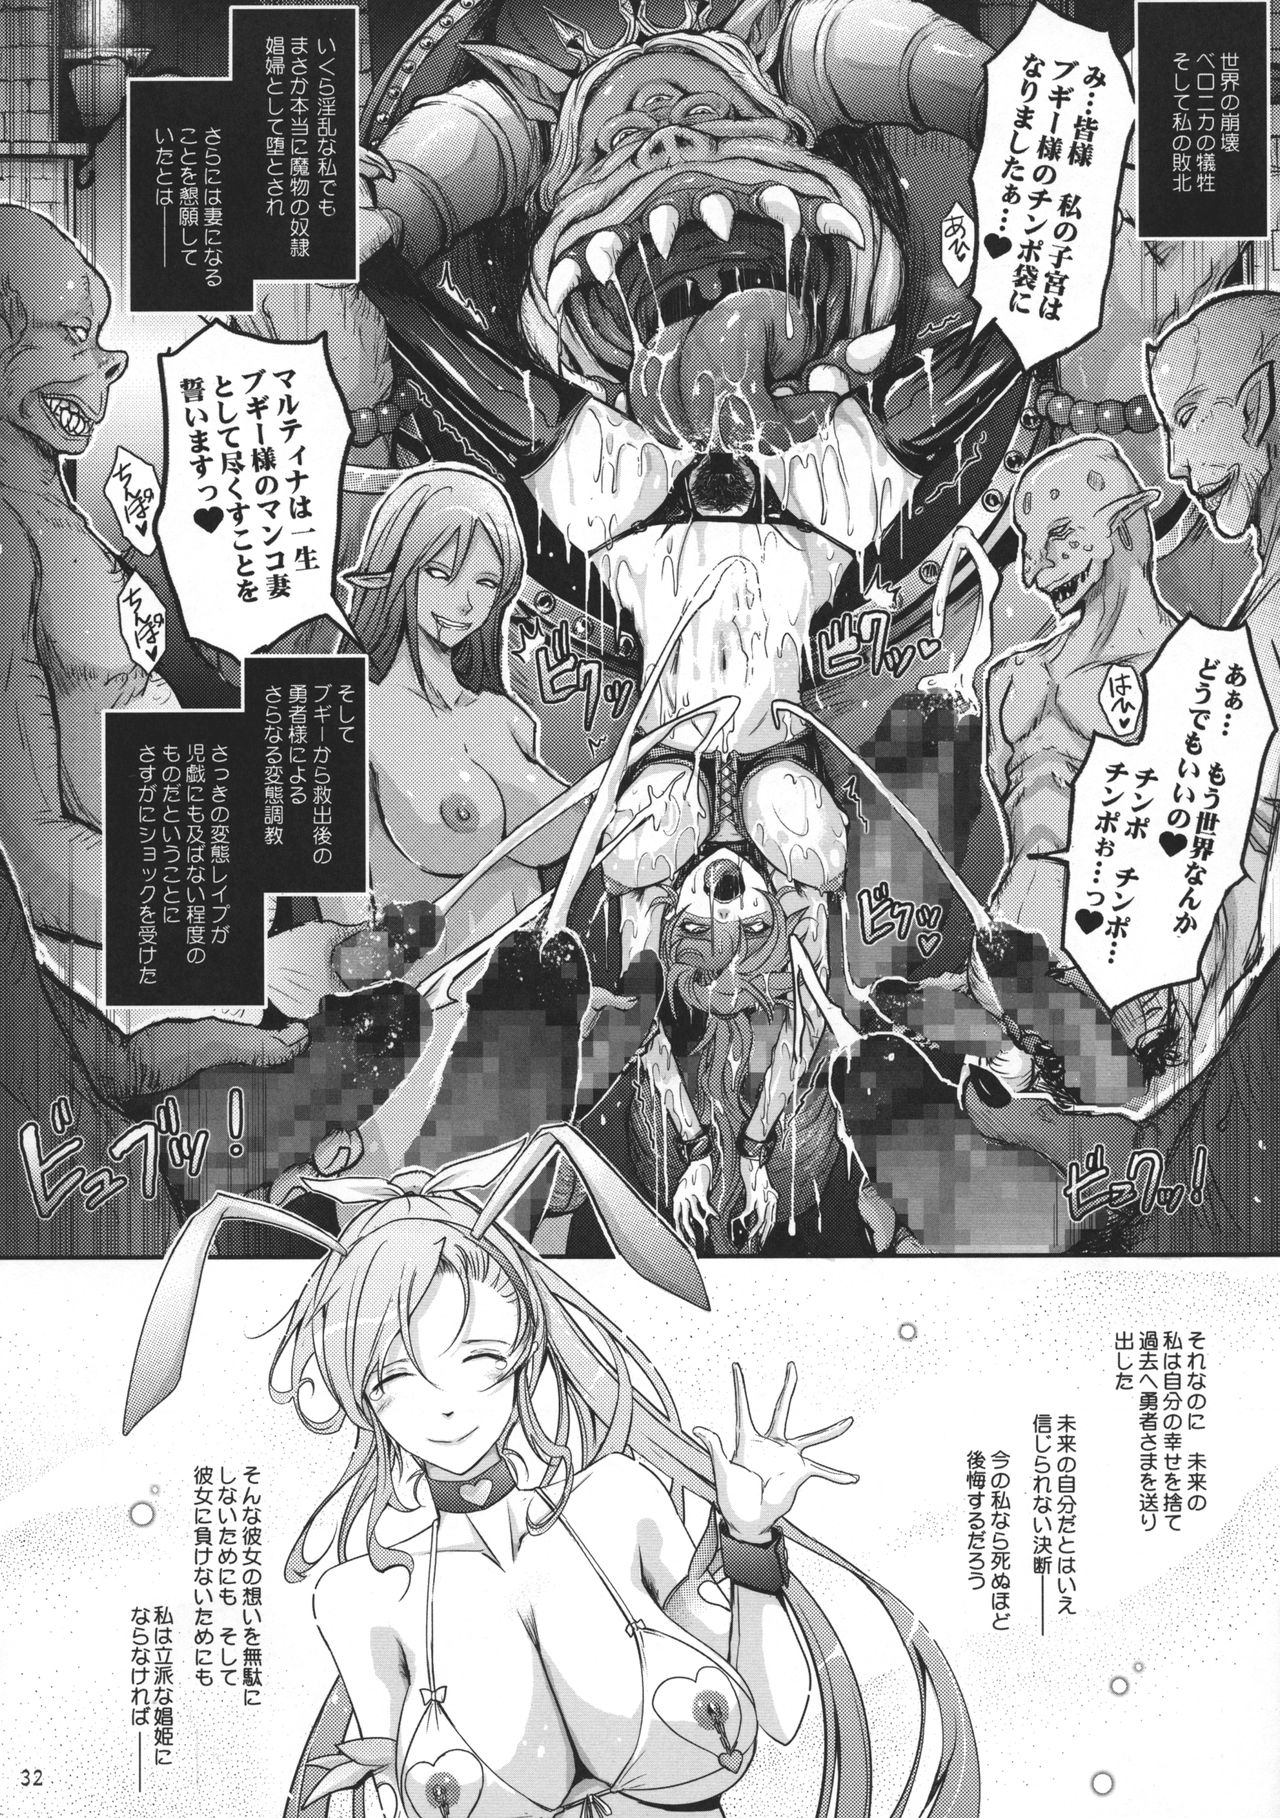 世界の崩壊
ベロニカの犠牲
そして私の敗北
み…皆様　私の子宮は
ブギー様のチンポ袋に
なりましたぁ…♥
あひぃ
いくら淫乱な私でも
まさか本当に魔物の奴隷
娼婦として堕とされ
さらには妻になる
ことを懇願して
いたとは――
マルティナは一生
ブギー様のマンコ妻
として尽くすことを
誓いますっ♥
ちんぽ♥
ちんぽ♥
あぁ…　もう世界なんか
どうでもいいの♥
チンポ　チンポ…
チンポぉ…っ♥
はひ♥
そして
ブギーから救出後の
勇者様による
さらなる変態調教
さっきの変態レイプが
児戯にも及ばない程度の
ものだということに
さすがにショックを受けた
ビクッ
ビクッ♡
ビクッ♡
ビュブッ！
ビュクッ！
それなのに　未来の
私は自分の幸せを捨て
過去へ勇者さまを送り
出した
未来の自分だとはいえ
信じられない決断――
今の私なら死ぬほど
後悔するだろう
そんな彼女の想いを無駄に
しないためにも　そして
彼女に負けないためにも
私は立派な娼姫に
ならなければ――
32